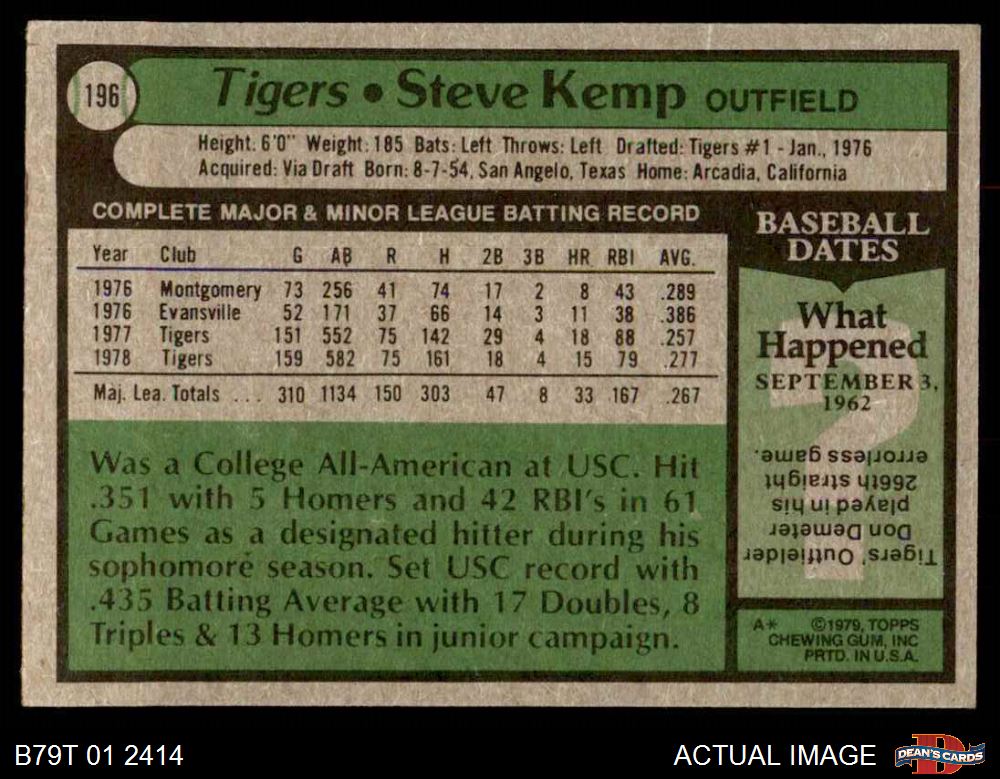 196
Tigers • Steve Kemp OUTFIELD
Height: 6'0" Weight: 185 Bats: Left Throws: Left Drafted: Tigers #1 - Jan., 1976
Acquired: Via Draft Born: 8-7-54, San Angelo, Texas Home: Arcadia, California
COMPLETE MAJOR & MINOR LEAGUE BATTING RECORD
Year Club G AB R H 2B 3B HR RBI AVG.
1976 Montgomery 73 256 41 74 17 2 8 43 .289
1976 Evansville 52 171 37 66 14 3 11 38 .386
1977 Tigers 151 552 75 142 29 4 18 88 .257
1978 Tigers 159 582 75 161 18 4 15 79 .277
Maj. Lea. Totals ... 310 1134 150 303 47 8 33 167 .267
Was a College All-American at USC. Hit
.351 with 5 Homers and 42 RBI's in 61
Games as a designated hitter during his
sophomore season. Set USC record with
.435 Batting Average with 17 Doubles, 8
Triples & 13 Homers in junior campaign.
BASEBALL
DATES
What
Happened
SEPTEMBER 3,
1962
?
Tigers' Outfielder
Don Demeter
played in his
266th straight
errorless game.
A* ©1979, TOPPS
CHEWING GUM, INC
PRTD. IN U.S.A.
B79T 01 2414
ACTUAL IMAGE
DEAN'S CARDS